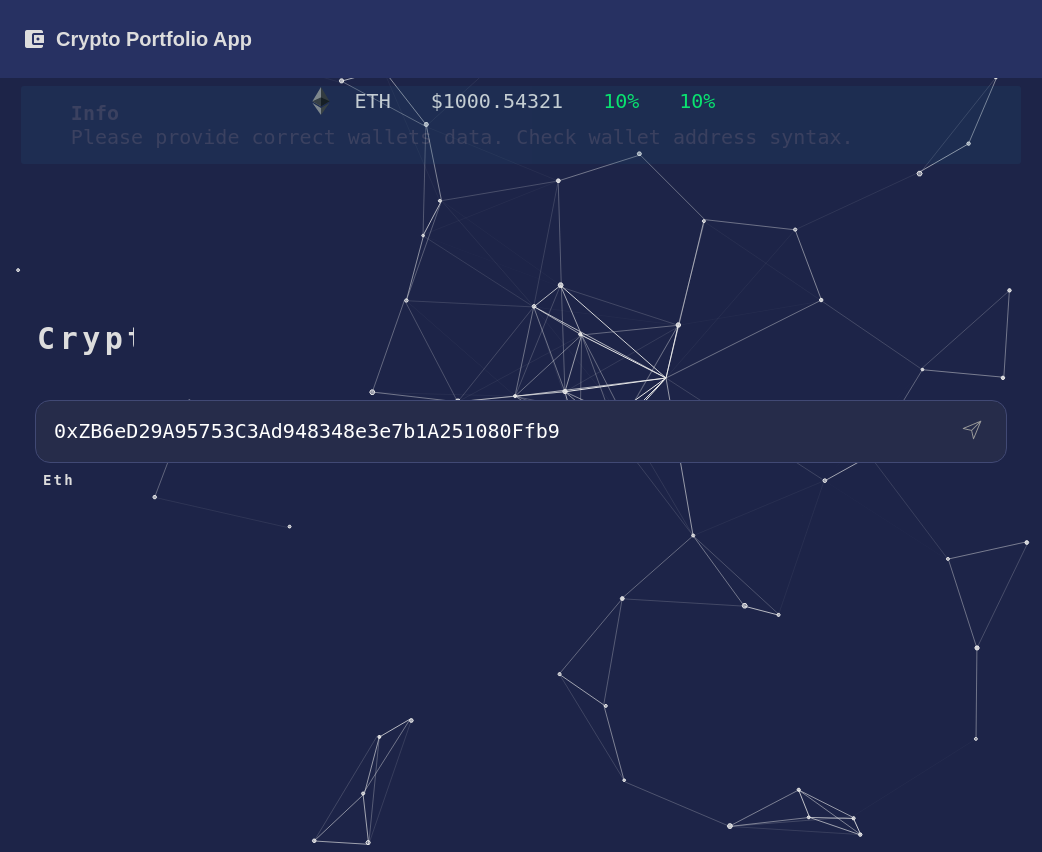 Crypto Portfolio App
ETH $1000.54321 10% 10%
Info
Please provide correct wallets data. Check wallet address syntax.
Cryp
0xZB6eD29A95753C3Ad948348e3e7b1A251080Ffb9
Eth